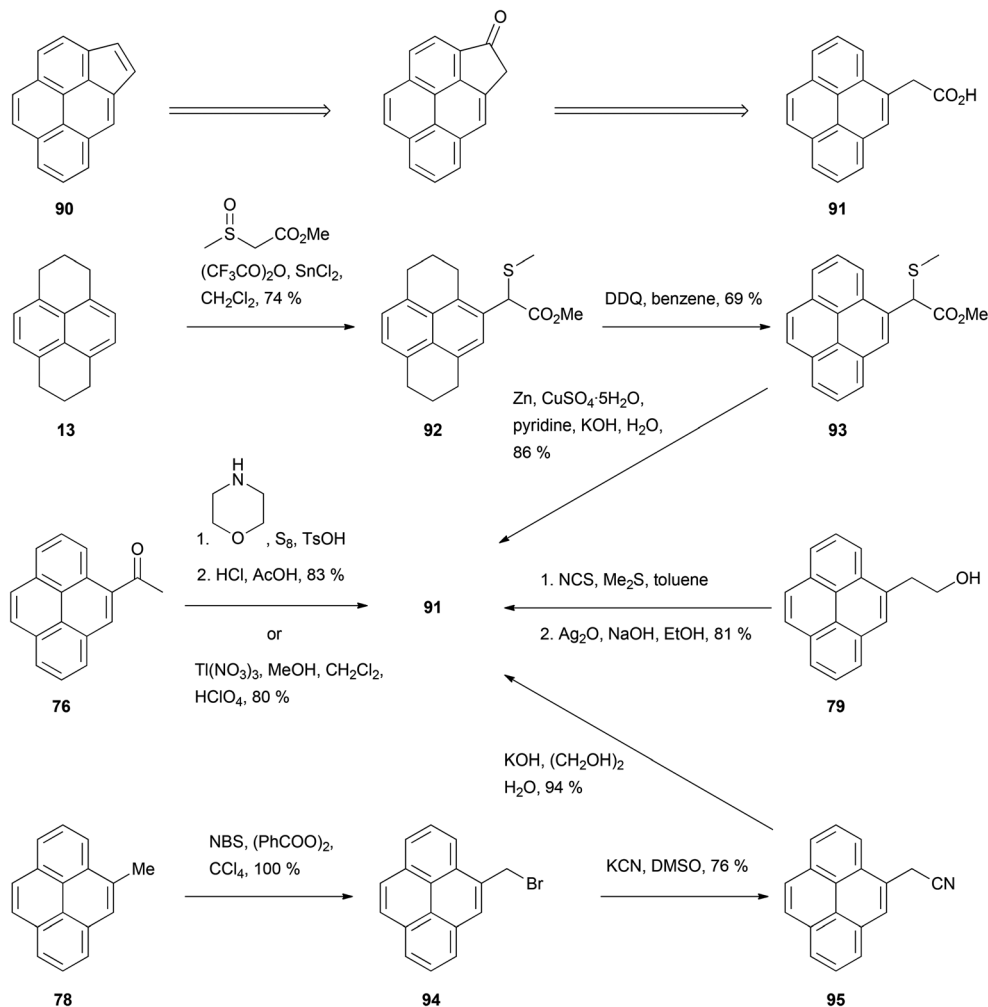 O
CO₂H
90
91
O
S
CO₂Me
(CF₃CO)₂O, SnCl₂,
CH₂Cl₂, 74 %
S
CO₂Me
DDQ, benzene, 69 %
S
CO₂Me
13
92
93
Zn, CuSO₄·5H₂O,
pyridine, KOH, H₂O,
86 %
H
N
O
1. , S₈, TsOH
2. HCl, AcOH, 83 %
or
Tl(NO₃)₃, MeOH, CH₂Cl₂,
HClO₄, 80 %
O
76
91
1. NCS, Me₂S, toluene
2. Ag₂O, NaOH, EtOH, 81 %
OH
79
KOH, (CH₂OH)₂
H₂O, 94 %
Me
NBS, (PhCOO)₂,
CCl₄, 100 %
Br
KCN, DMSO, 76 %
CN
78
94
95